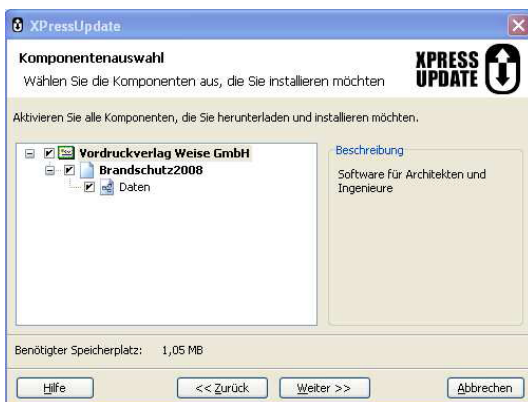 XPressUpdate
Komponentenauswahl
Wählen Sie die Komponenten aus, die Sie installieren möchten
XPRESS
UPDATE
Aktivieren Sie alle Komponenten, die Sie herunterladen und installieren möchten.
Vordruckverlag Weise GmbH
Brandschutz2008
Daten
Beschreibung
Software für Architekten und
Ingenieure
Benötigter Speicherplatz: 1,05 MB
Hilfe
<< Zurück
Weiter >>
Abbrechen